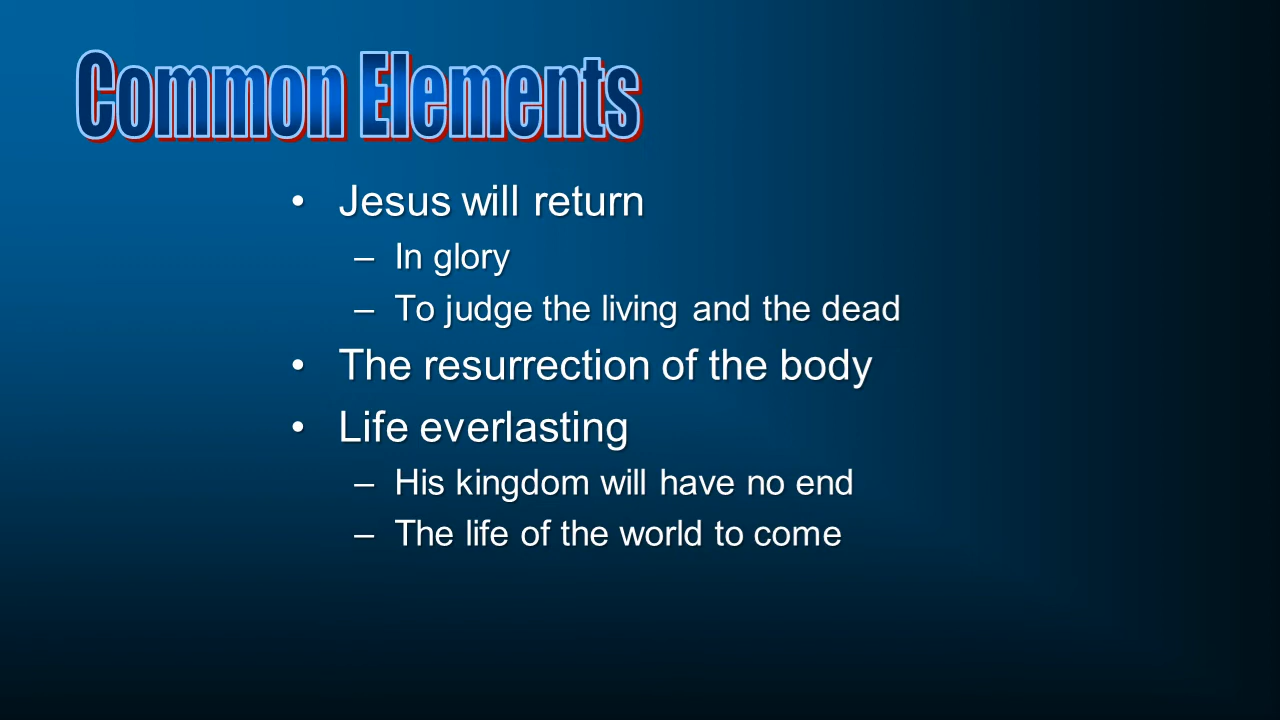 Common Elements
• Jesus will return
– In glory
– To judge the living and the dead
• The resurrection of the body
• Life everlasting
– His kingdom will have no end
– The life of the world to come